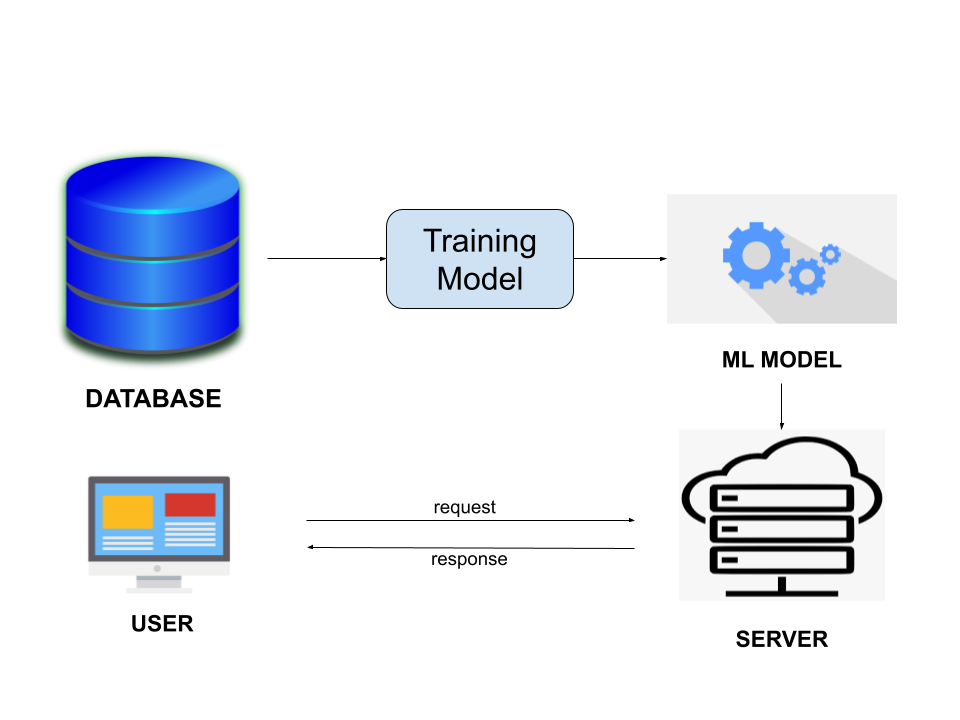 Training
Model
ML MODEL
DATABASE
request
response
USER
SERVER